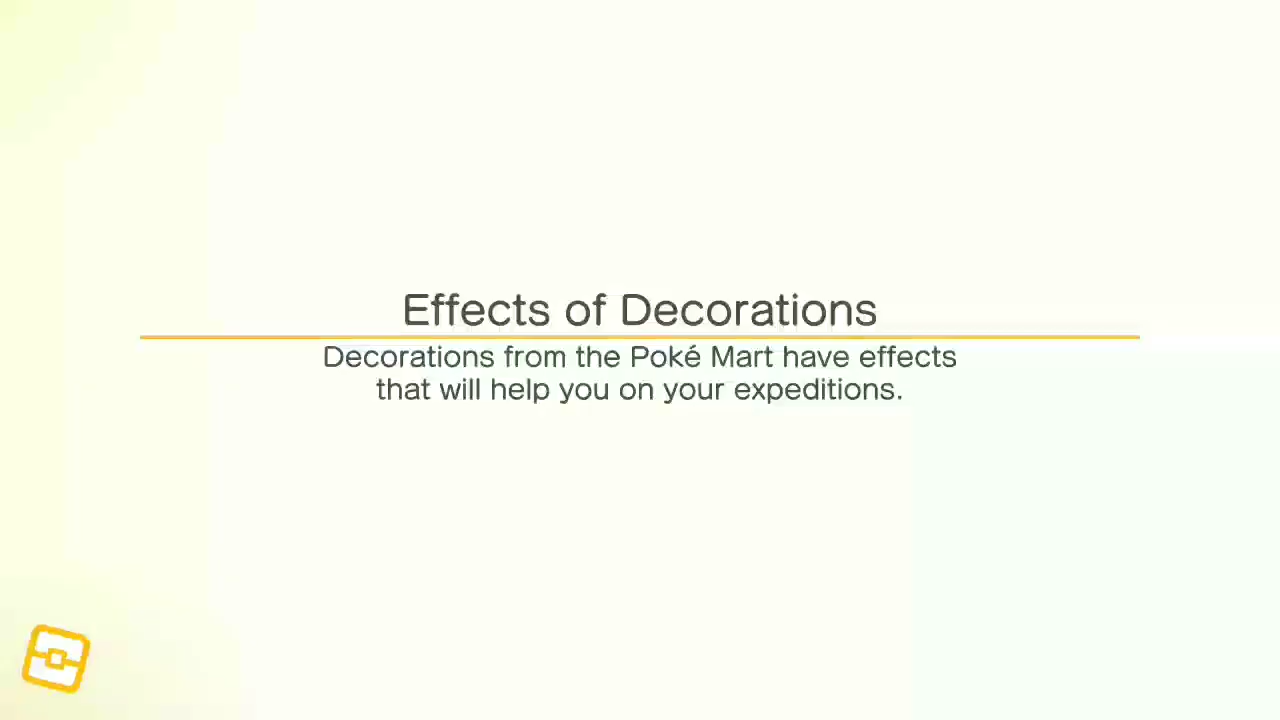 Effects of Decorations
Decorations from the Poké Mart have effects
that will help you on your expeditions.